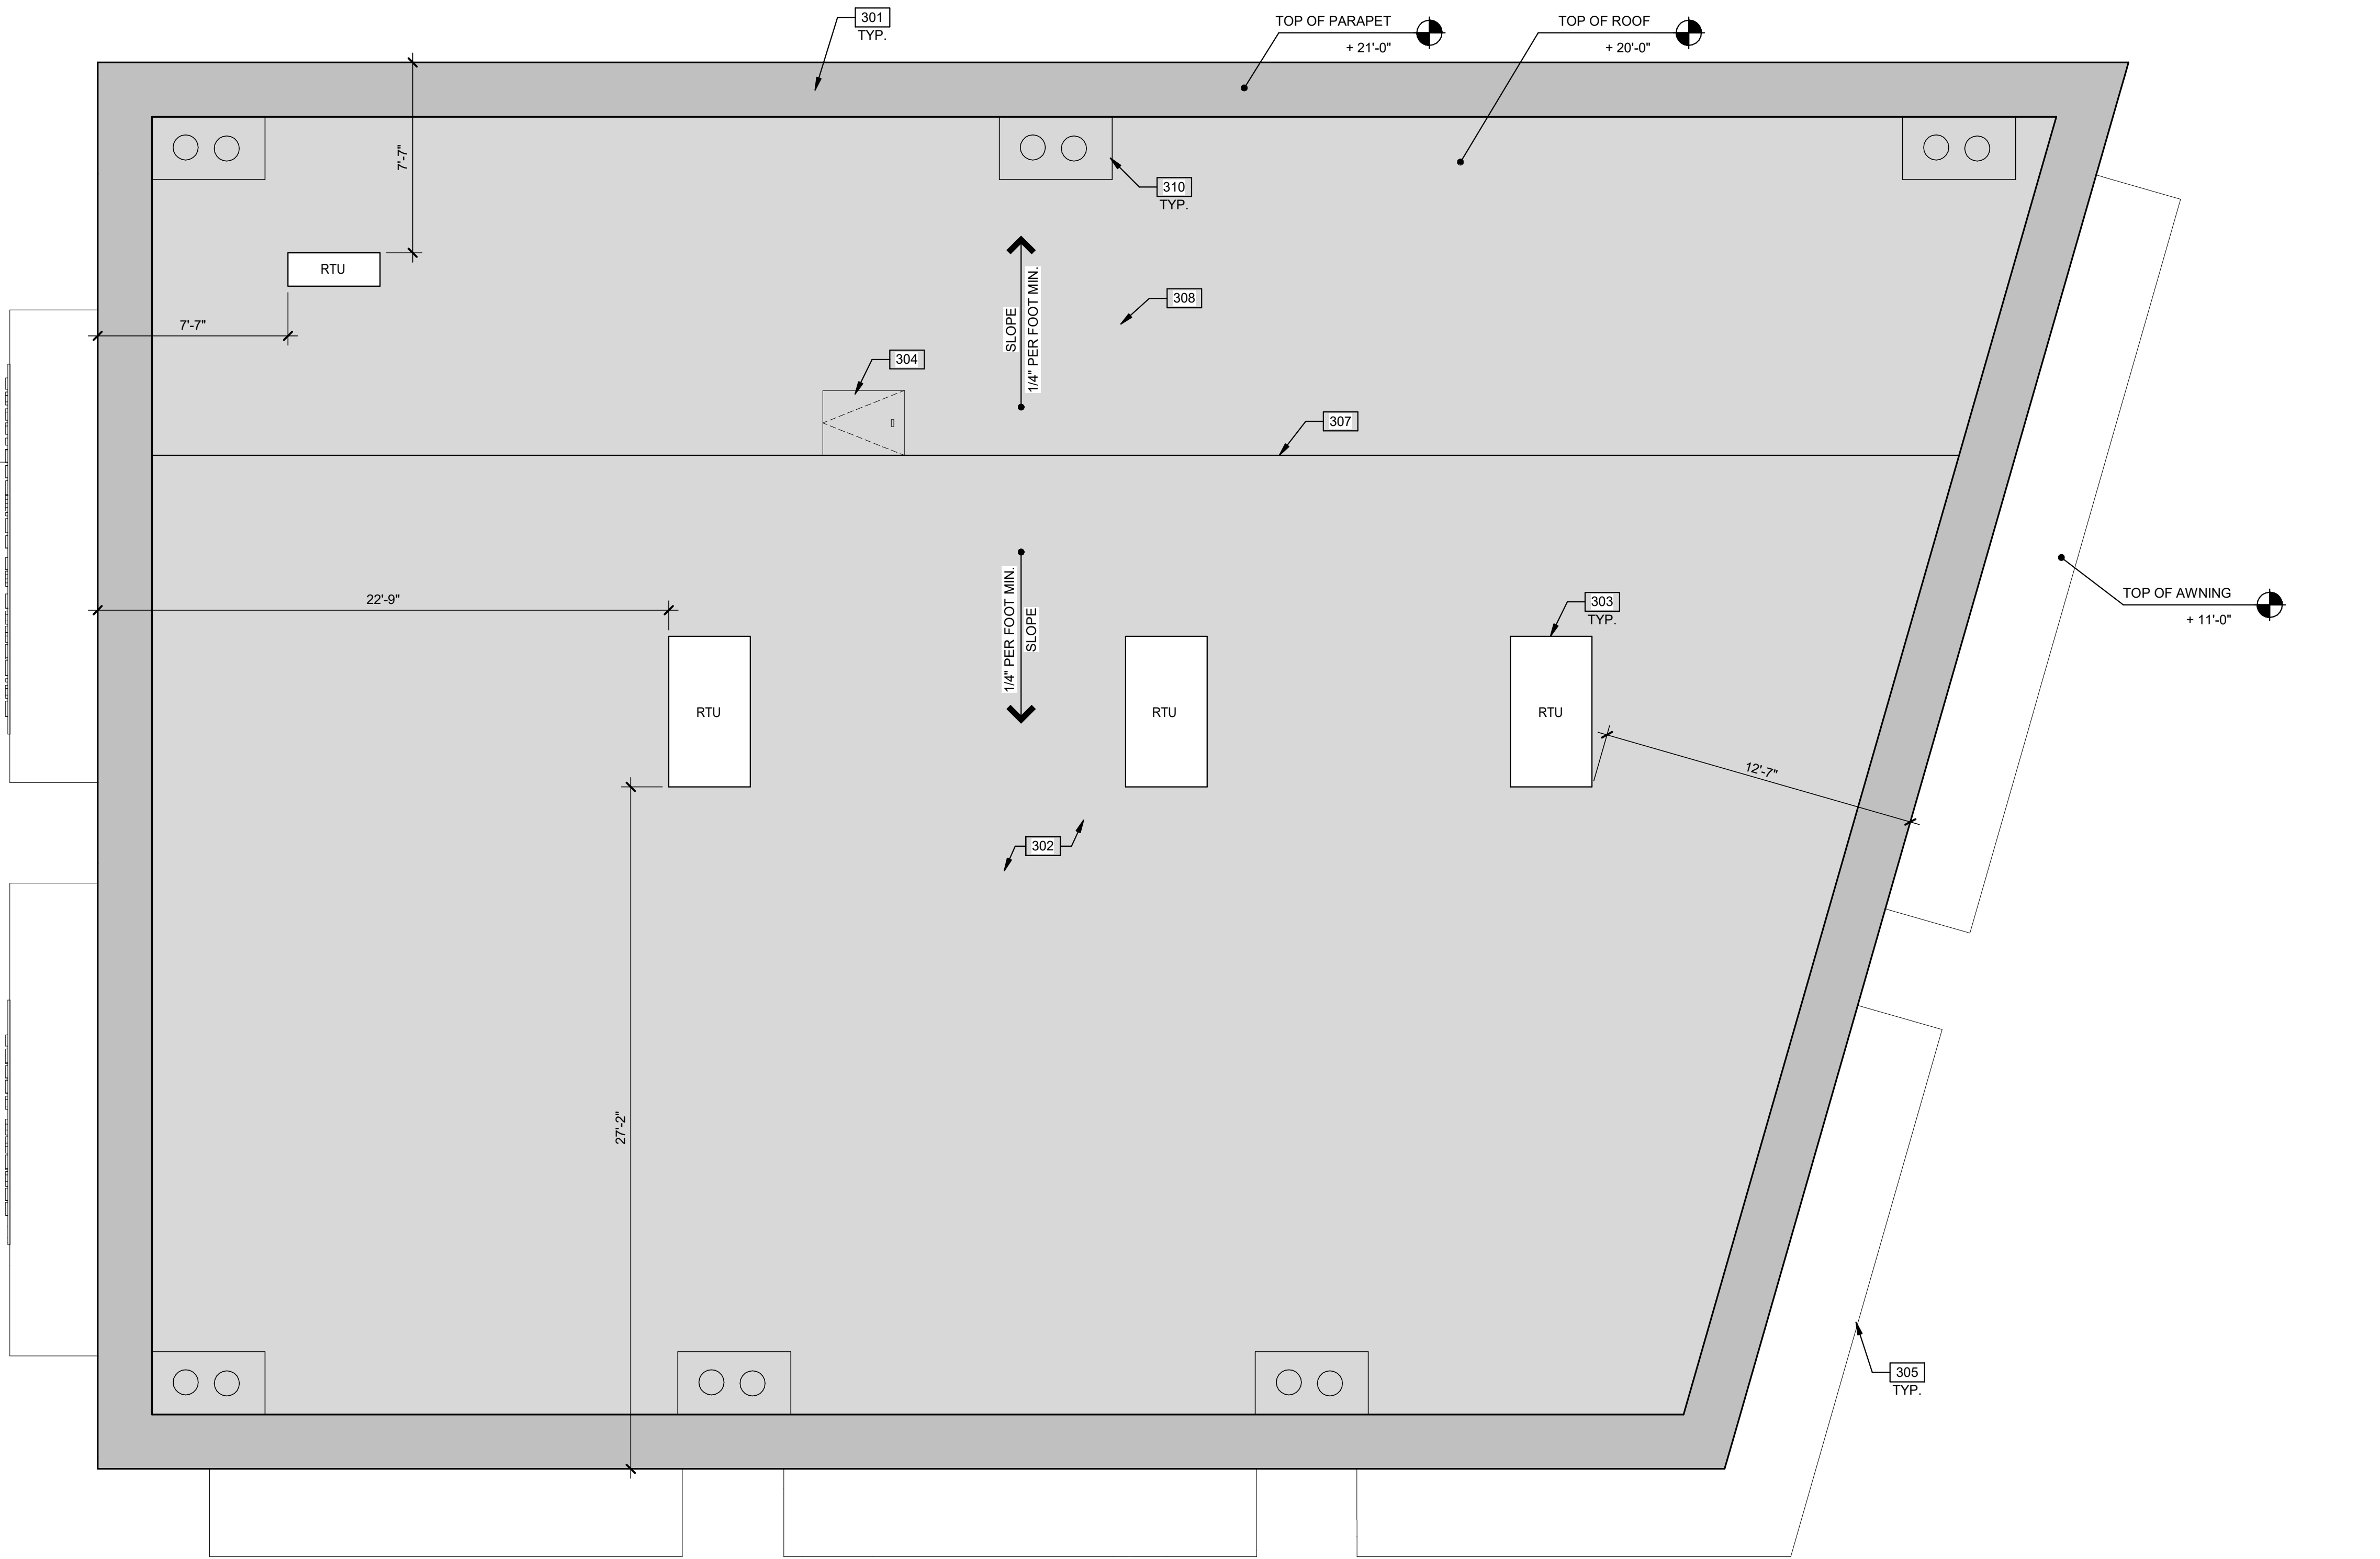 301
TYP.
TOP OF PARAPET
+ 21'-0"
TOP OF ROOF
+ 20'-0"
7'-7"
310
TYP.
RTU
SLOPE
1/4" PER FOOT MIN.
308
7'-7"
304
307
22'-9"
1/4" PER FOOT MIN.
SLOPE
303
TYP.
TOP OF AWNING
+ 11'-0"
RTU
RTU
RTU
12'-7"
302
27'-2"
305
TYP.